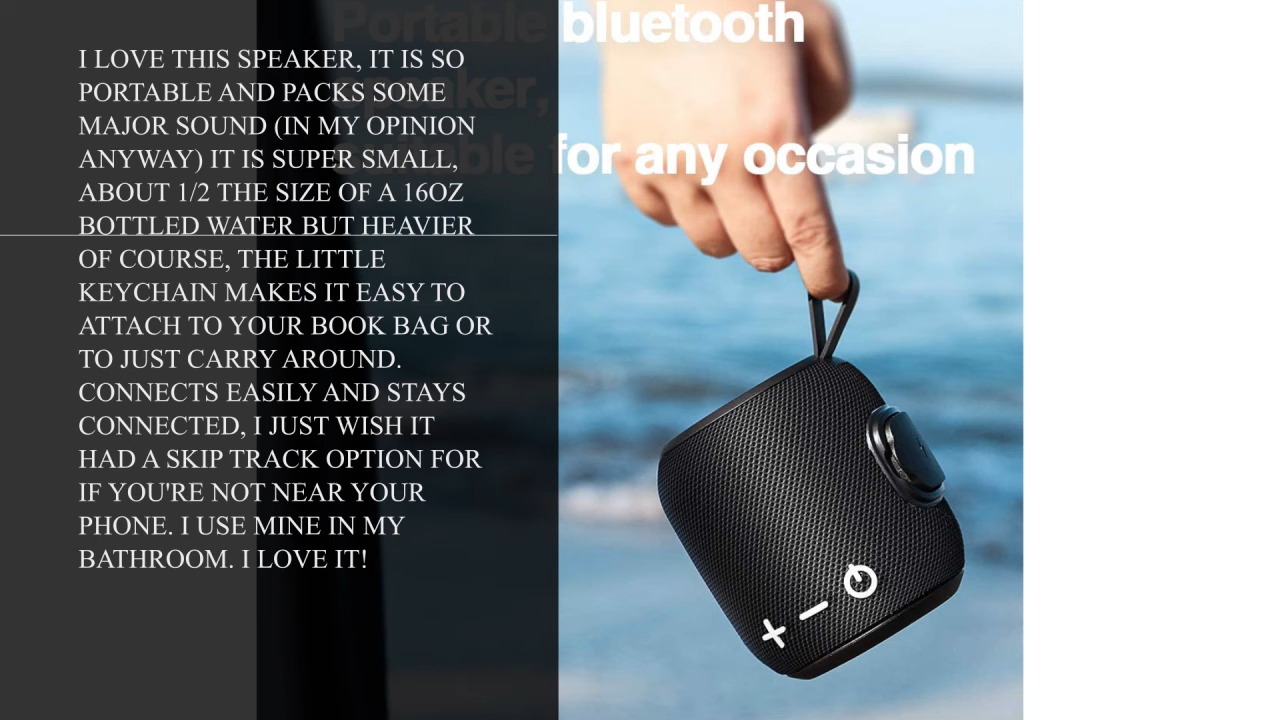 Portable bluetooth
speaker,
suitable for any occasion
I LOVE THIS SPEAKER, IT IS SO
PORTABLE AND PACKS SOME
MAJOR SOUND (IN MY OPINION
ANYWAY) IT IS SUPER SMALL,
ABOUT 1/2 THE SIZE OF A 16OZ
BOTTLED WATER BUT HEAVIER
OF COURSE, THE LITTLE
KEYCHAIN MAKES IT EASY TO
ATTACH TO YOUR BOOK BAG OR
TO JUST CARRY AROUND.
CONNECTS EASILY AND STAYS
CONNECTED, I JUST WISH IT
HAD A SKIP TRACK OPTION FOR
IF YOU'RE NOT NEAR YOUR
PHONE. I USE MINE IN MY
BATHROOM. I LOVE IT!